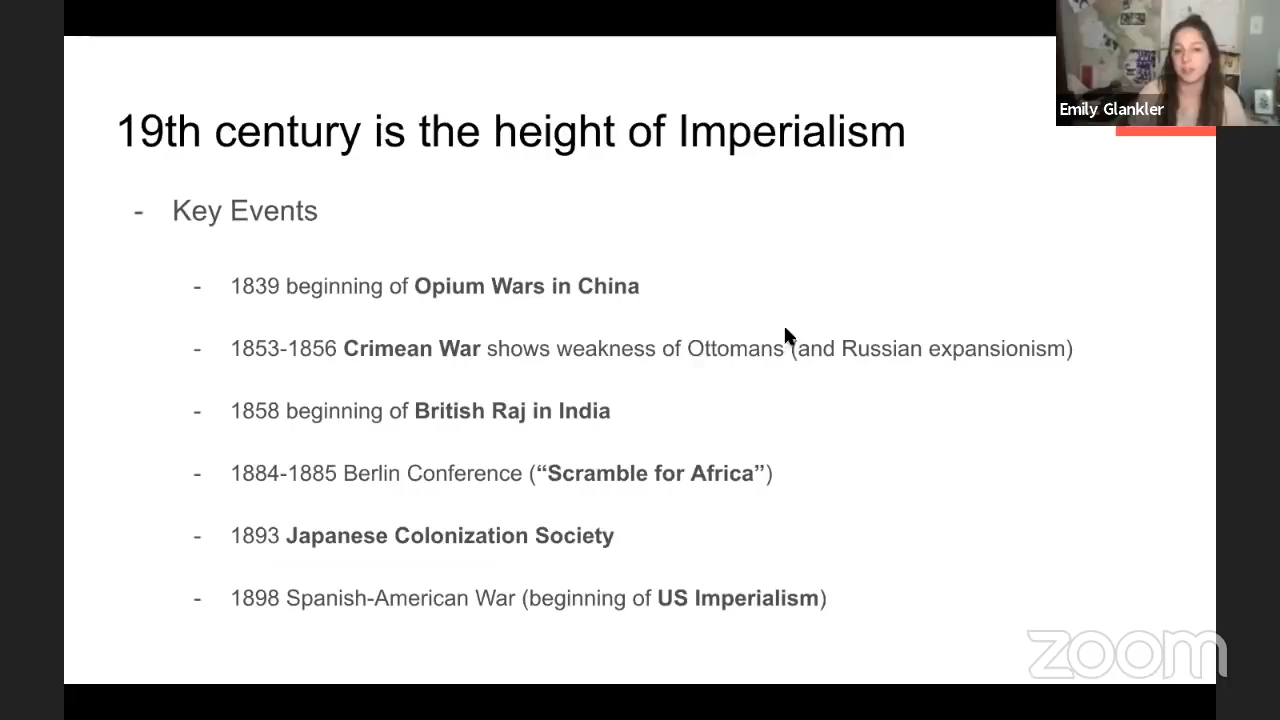 Emily Glankler
19th century is the height of Imperialism
- Key Events
- 1839 beginning of Opium Wars in China
- 1853-1856 Crimean War shows weakness of Ottomans (and Russian expansionism)
- 1858 beginning of British Raj in India
- 1884-1885 Berlin Conference (“Scramble for Africa”)
- 1893 Japanese Colonization Society
- 1898 Spanish-American War (beginning of US Imperialism)
zoom